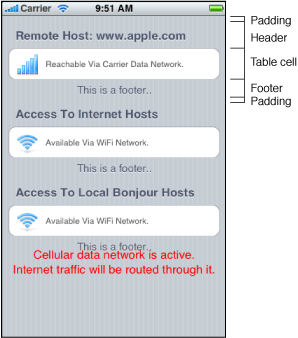 Carrier 9:51 AM
Padding
Remote Host: www.apple.com
Header
Reachable Via Carrier Data Network.
Table cell
This is a footer..
Footer
Padding
Access To Internet Hosts
Available Via WiFi Network.
This is a footer..
Access To Local Bonjour Hosts
Available Via WiFi Network.
This is a footer..
Cellular data network is active.
Internet traffic will be routed through it.